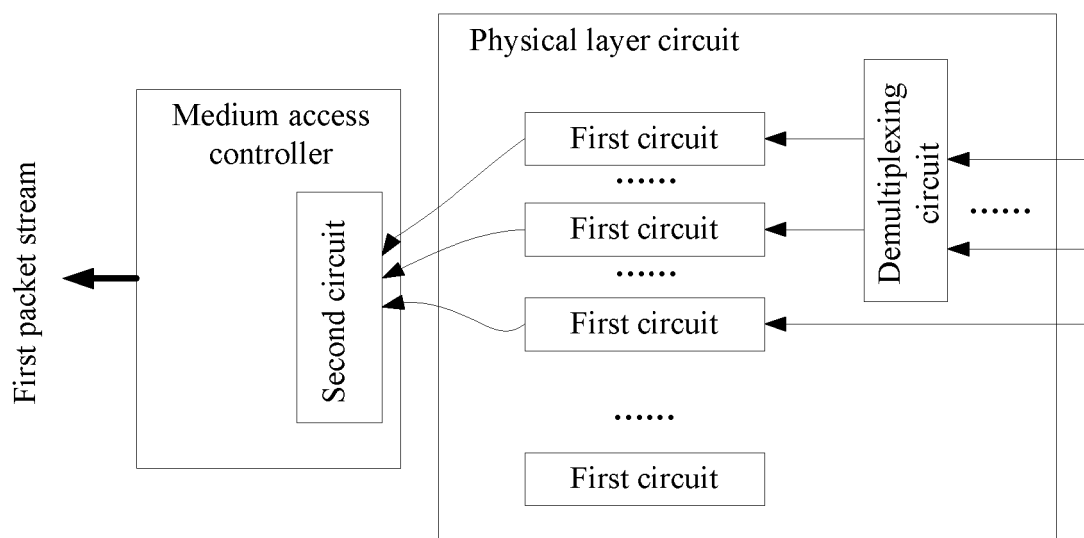 Physical layer circuit
Medium access
controller
First circuit
......
First circuit
......
First circuit
......
First circuit
Demultiplexing
circuit
......
Second circuit
First packet stream